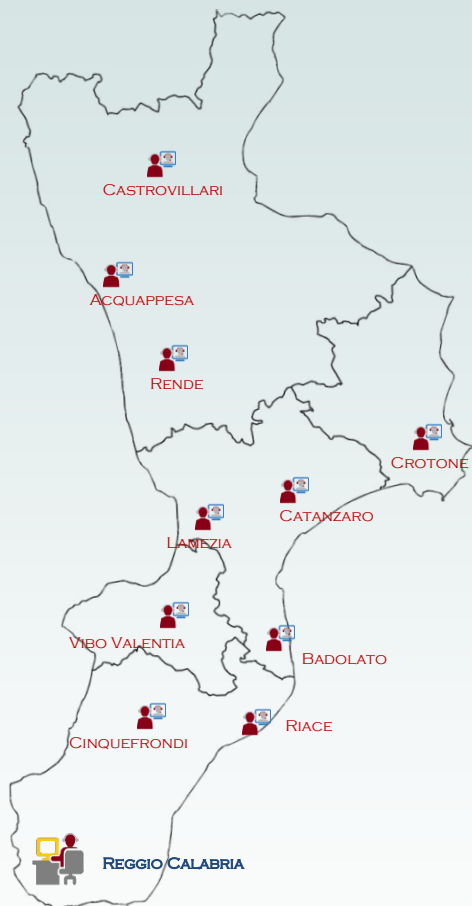 Castrovillari
Acquappesa
Rende
Crotone
Catanzaro
Lamezia
Vibo Valentia
Badolato
Riace
Cinquefrondi
Reggio Calabria